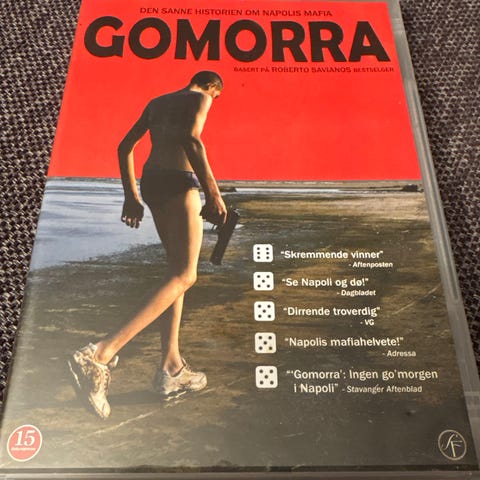 DEN SANNE HISTORIEN OM NAPOLIS MAFIA
GOMORRA
BASERT PÅ ROBERTO SAVIANOS BESTSELGER
"Skremmende vinner"
- Aftenposten
"Se Napoli og dø!"
- Dagbladet
"Dirrende troverdig"
- VG
"Napolis mafiahelvete!"
- Adressa
"'Gomorra': Ingen go'morgen
i Napoli" - Stavanger Aftenblad
15